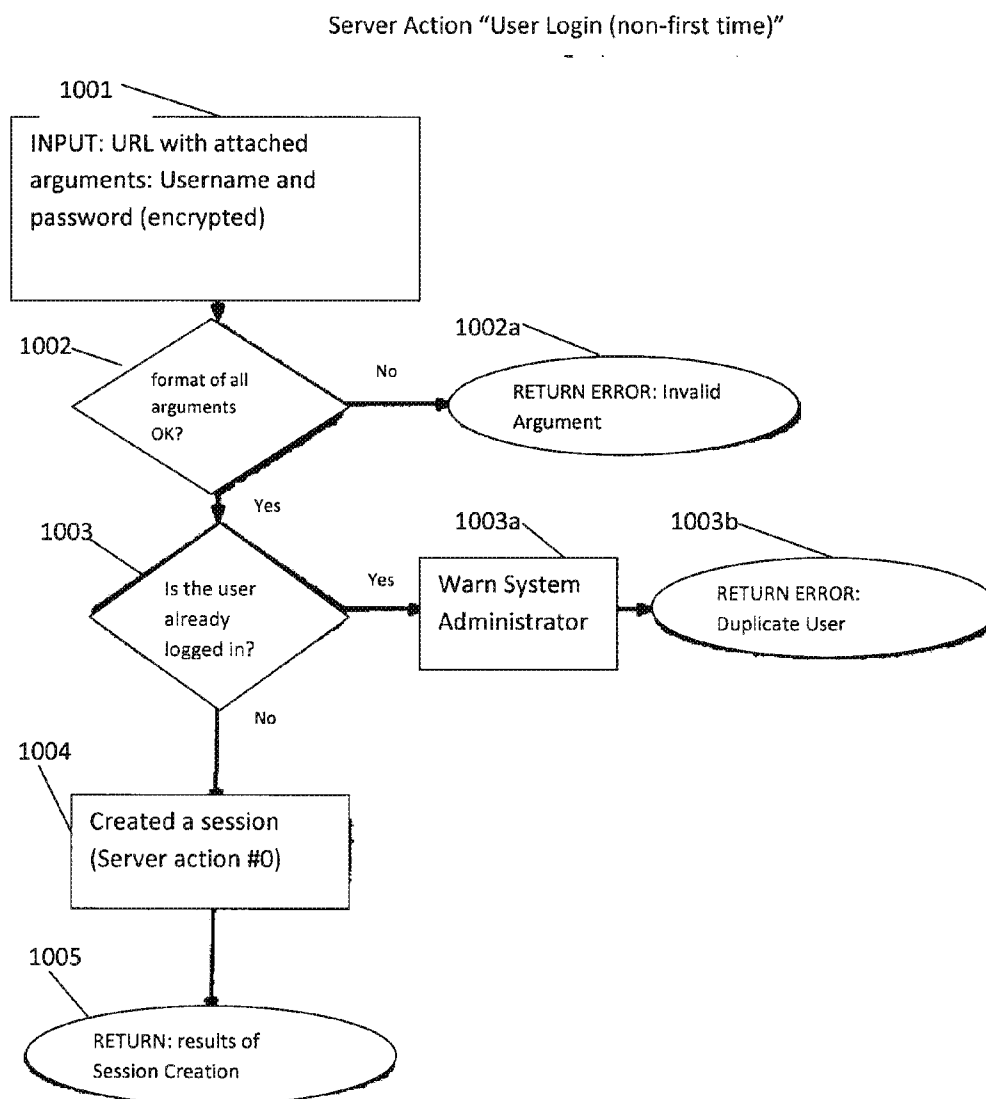 Server Action “User Login (non-first time)”
1001
INPUT: URL with attached
arguments: Username and
password (encrypted)
1002
format of all
arguments
OK?
No
1002a
RETURN ERROR: Invalid
Argument
Yes
1003
Is the user
already
logged in?
Yes
1003a
Warn System
Administrator
1003b
RETURN ERROR:
Duplicate User
No
1004
Created a session
(Server action #0)
1005
RETURN: results of
Session Creation